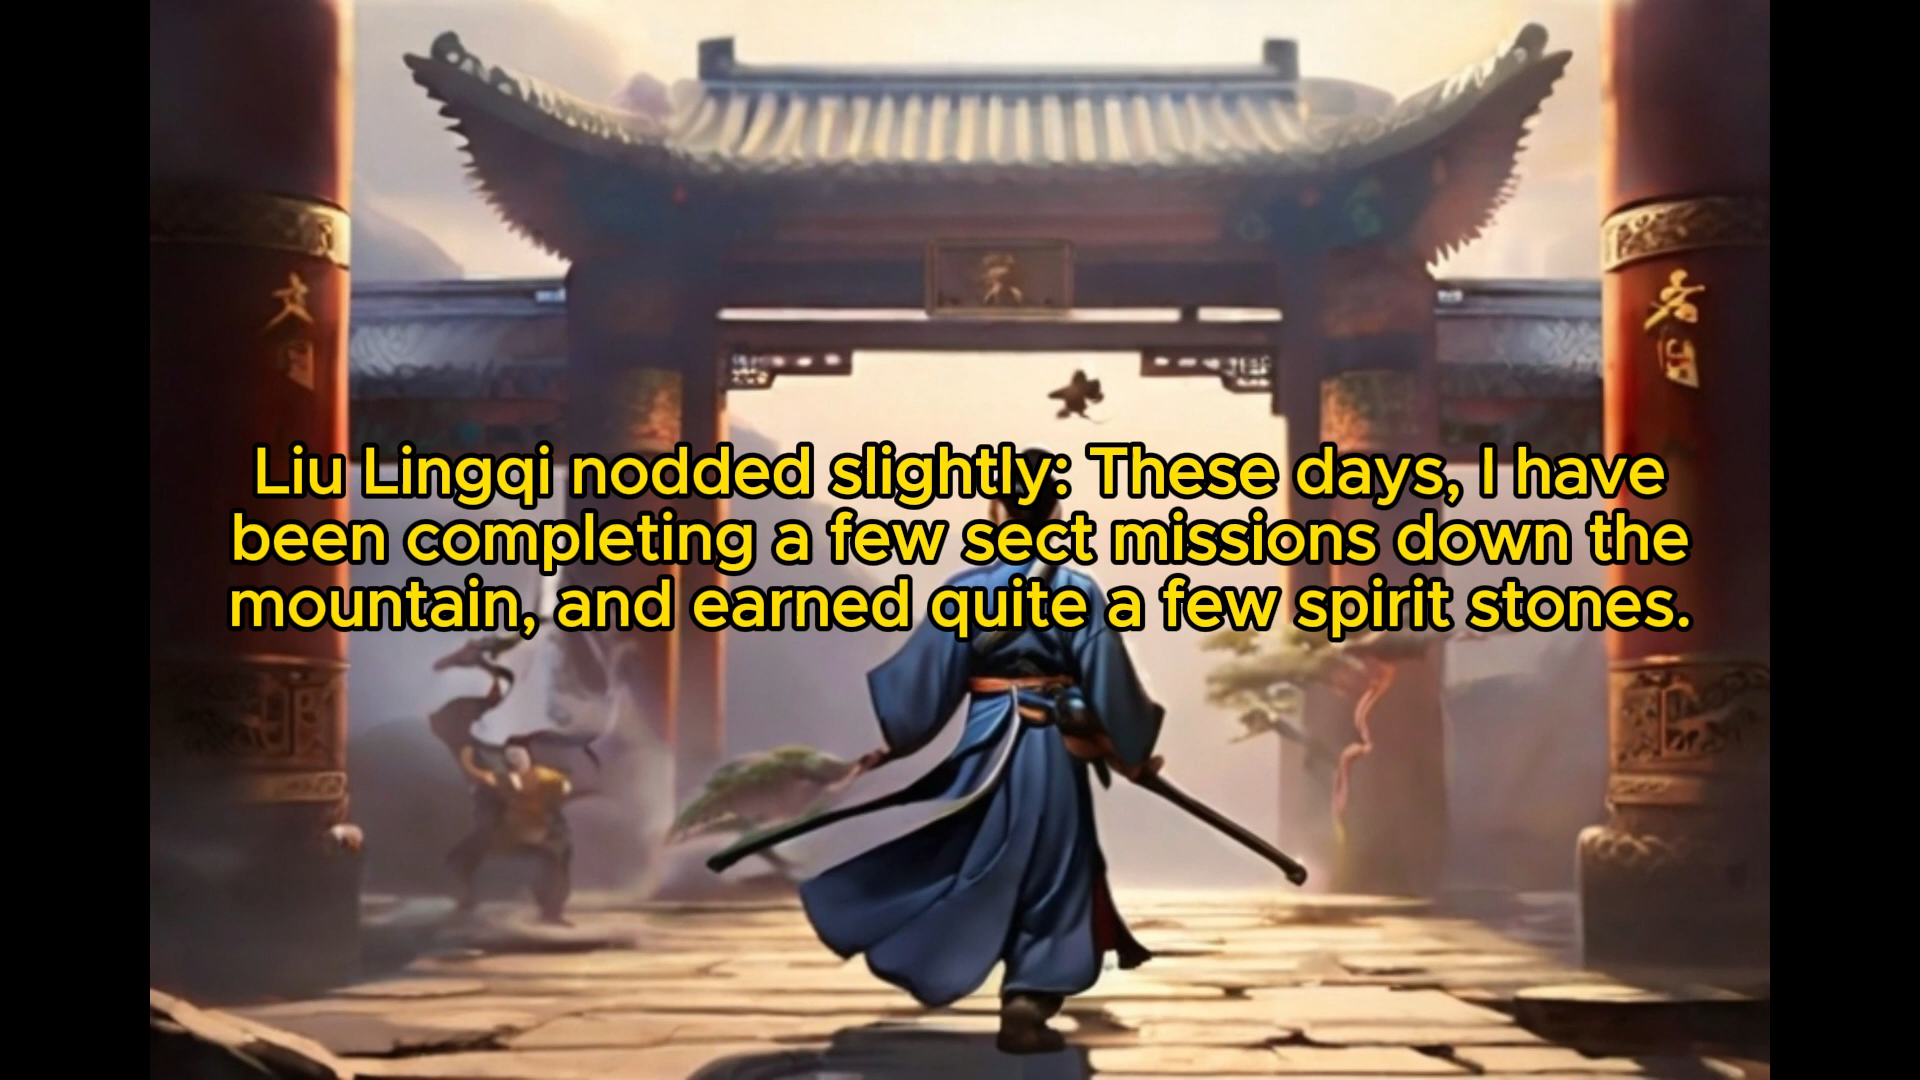 Liu Lingqi nodded slightly: These days, I have
been completing a few sect missions down the
mountain, and earned quite a few spirit stones.